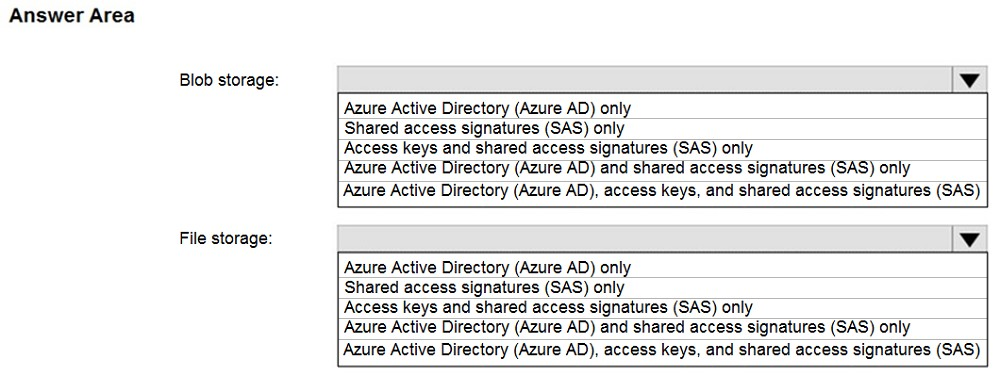 Answer Area
Blob storage:
Azure Active Directory (Azure AD) only
Shared access signatures (SAS) only
Access keys and shared access signatures (SAS) only
Azure Active Directory (Azure AD) and shared access signatures (SAS) only
Azure Active Directory (Azure AD), access keys, and shared access signatures (SAS)
File storage:
Azure Active Directory (Azure AD) only
Shared access signatures (SAS) only
Access keys and shared access signatures (SAS) only
Azure Active Directory (Azure AD) and shared access signatures (SAS) only
Azure Active Directory (Azure AD), access keys, and shared access signatures (SAS)